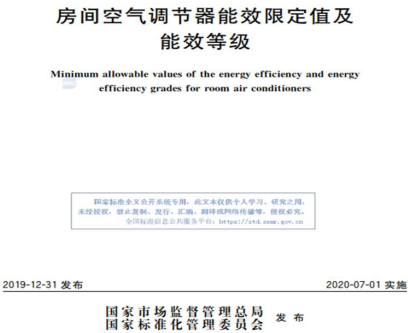 房间空气调节器能效限定值及
能效等级
Minimum allowable values of the energy efficiency and energy
efficiency grades for room air conditioners
国家标准全文公开系统专用，此文本仅供个人学习、研究之用，
未经授权，禁止复制、发行、汇编、翻译或网络传播等，侵权必究。
全国标准信息公共服务平台：https://std.samr.gov.cn
2019-12-31 发布
2020-07-01 实施
国家市场监督管理总局
国家标准化管理委员会
发布